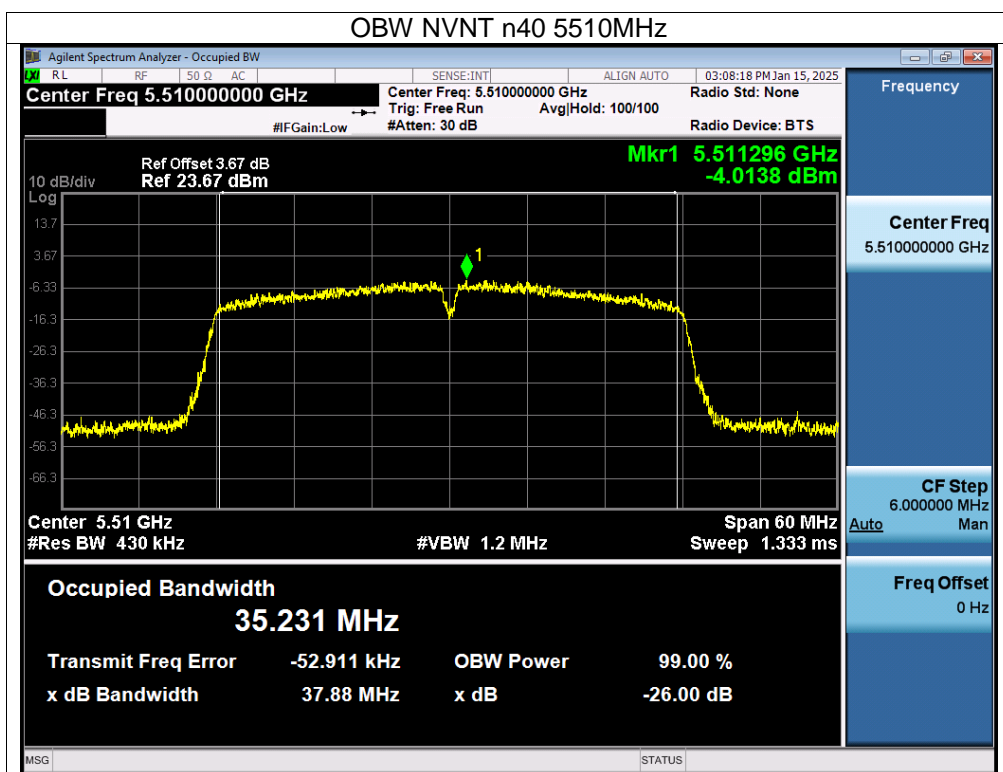 OBW NVNT n40 5510MHz
Agilent Spectrum Analyzer - Occupied BW
LXI RL RF 50 Ω AC SENSE:INT ALIGN AUTO 03:08:18 PM Jan 15, 2025
Center Freq 5.510000000 GHz
Center Freq: 5.510000000 GHz Radio Std: None
Trig: Free Run Avg|Hold: 100/100
#IFGain:Low #Atten: 30 dB Radio Device: BTS
Mkr1 5.511296 GHz
-4.0138 dBm
Ref Offset 3.67 dB
10 dB/div Ref 23.67 dBm
Log
13.7
3.67
-6.33
-16.3
-26.3
-36.3
-46.3
-56.3
-66.3
1
Center 5.51 GHz Span 60 MHz
#Res BW 430 kHz #VBW 1.2 MHz Sweep 1.333 ms
Occupied Bandwidth
35.231 MHz
Transmit Freq Error -52.911 kHz OBW Power 99.00 %
x dB Bandwidth 37.88 MHz x dB -26.00 dB
MSG STATUS
Frequency
Center Freq
5.510000000 GHz
CF Step
6.000000 MHz
Auto Man
Freq Offset
0 Hz